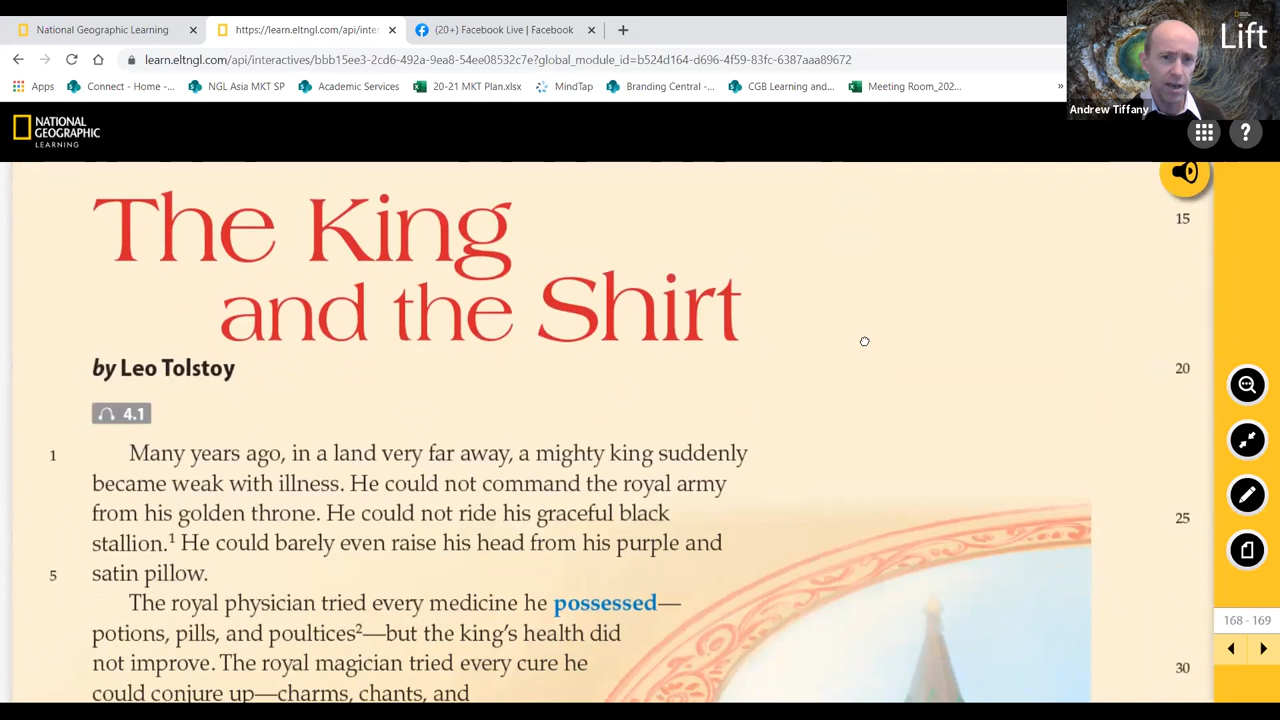 National Geographic Learning
https://learn.eltngl.com/api/inter
(20+) Facebook Live | Facebook
Lift
learn.eltngl.com/api/interactives/bbb15ee3-2cd6-492a-9ea8-54ee08532c7e?global_module_id=b524d164-d696-4f59-83fc-6387aaa89672
Apps
Connect - Home -...
NGL Asia MKT SP
Academic Services
20-21 MKT Plan.xlsx
MindTap
Branding Central -...
CGB Learning and...
Meeting Room_202...
»
Andrew Tiffany
NATIONAL
GEOGRAPHIC
LEARNING
?
The King
and the Shirt
by Leo Tolstoy
4.1
1 Many years ago, in a land very far away, a mighty king suddenly
became weak with illness. He could not command the royal army
from his golden throne. He could not ride his graceful black
stallion.¹ He could barely even raise his head from his purple and
5 satin pillow.
The royal physician tried every medicine he possessed—
potions, pills, and poultices²—but the king's health did
not improve. The royal magician tried every cure he
could conjure up—charms, chants, and
15
20
25
30
168 - 169